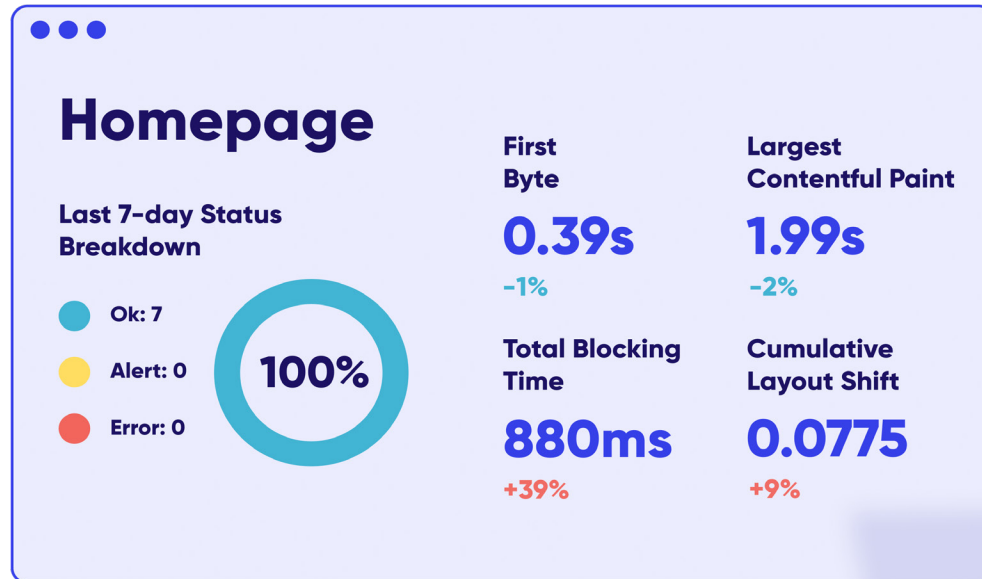 Homepage
Last 7-day Status
Breakdown
Ok: 7
Alert: 0
Error: 0
100%
First
Byte
0.39s
-1%
Largest
Contentful Paint
1.99s
-2%
Total Blocking
Time
880ms
+39%
Cumulative
Layout Shift
0.0775
+9%